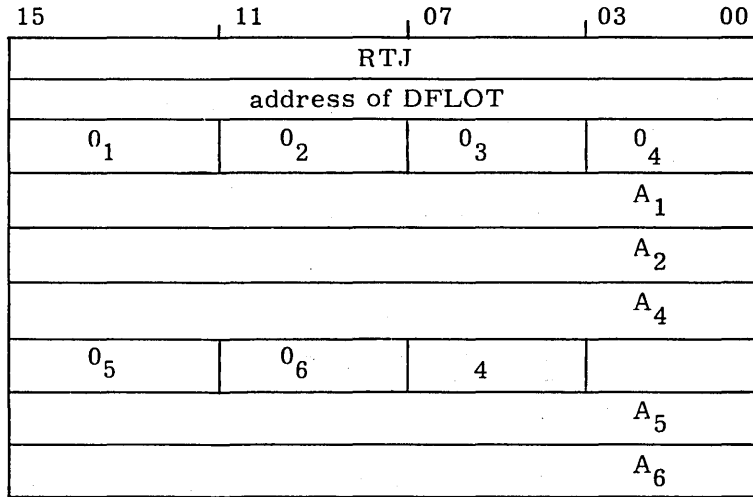 15 11 07 03 00
RTJ
address of DFLOT
0₁ 0₂ 0₃ 0₄
A₁
A₂
A₄
0₅ 0₆ 4
A₅
A₆